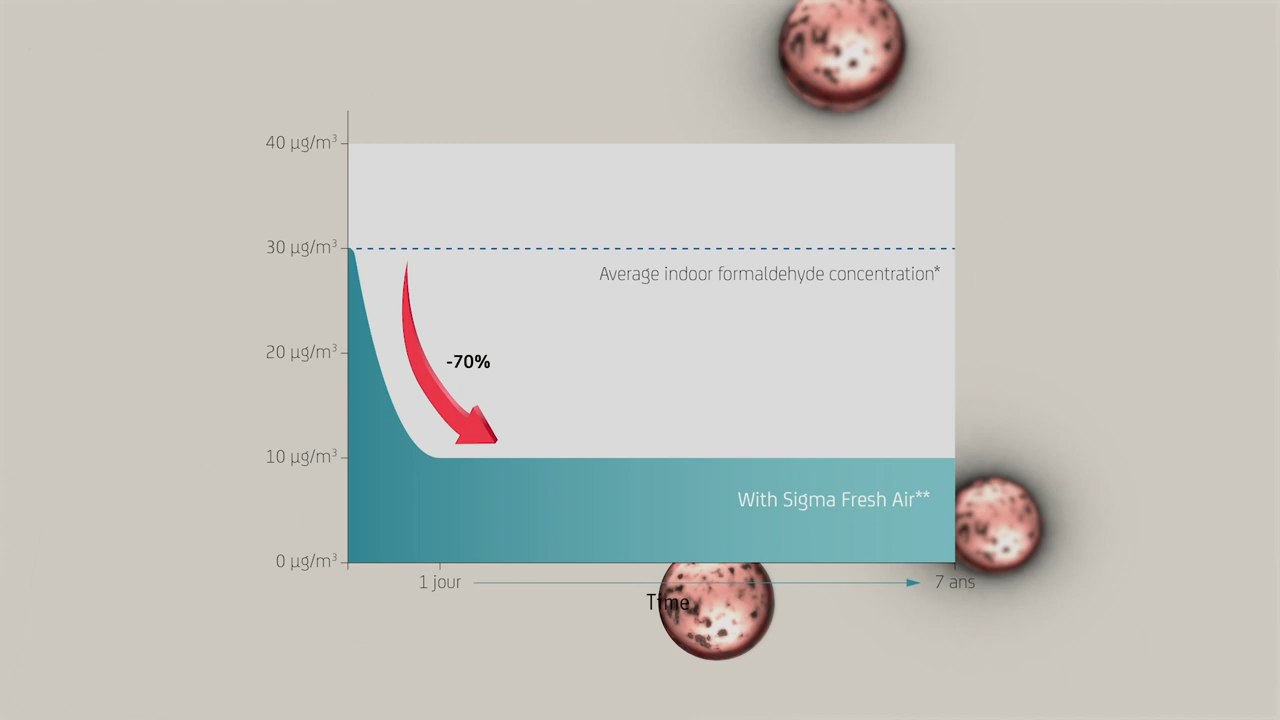 40 µg/m³
30 µg/m³
Average indoor formaldehyde concentration*
20 µg/m³
-70%
10 µg/m³
With Sigma Fresh Air**
0 µg/m³
1 jour
7 ans
Time